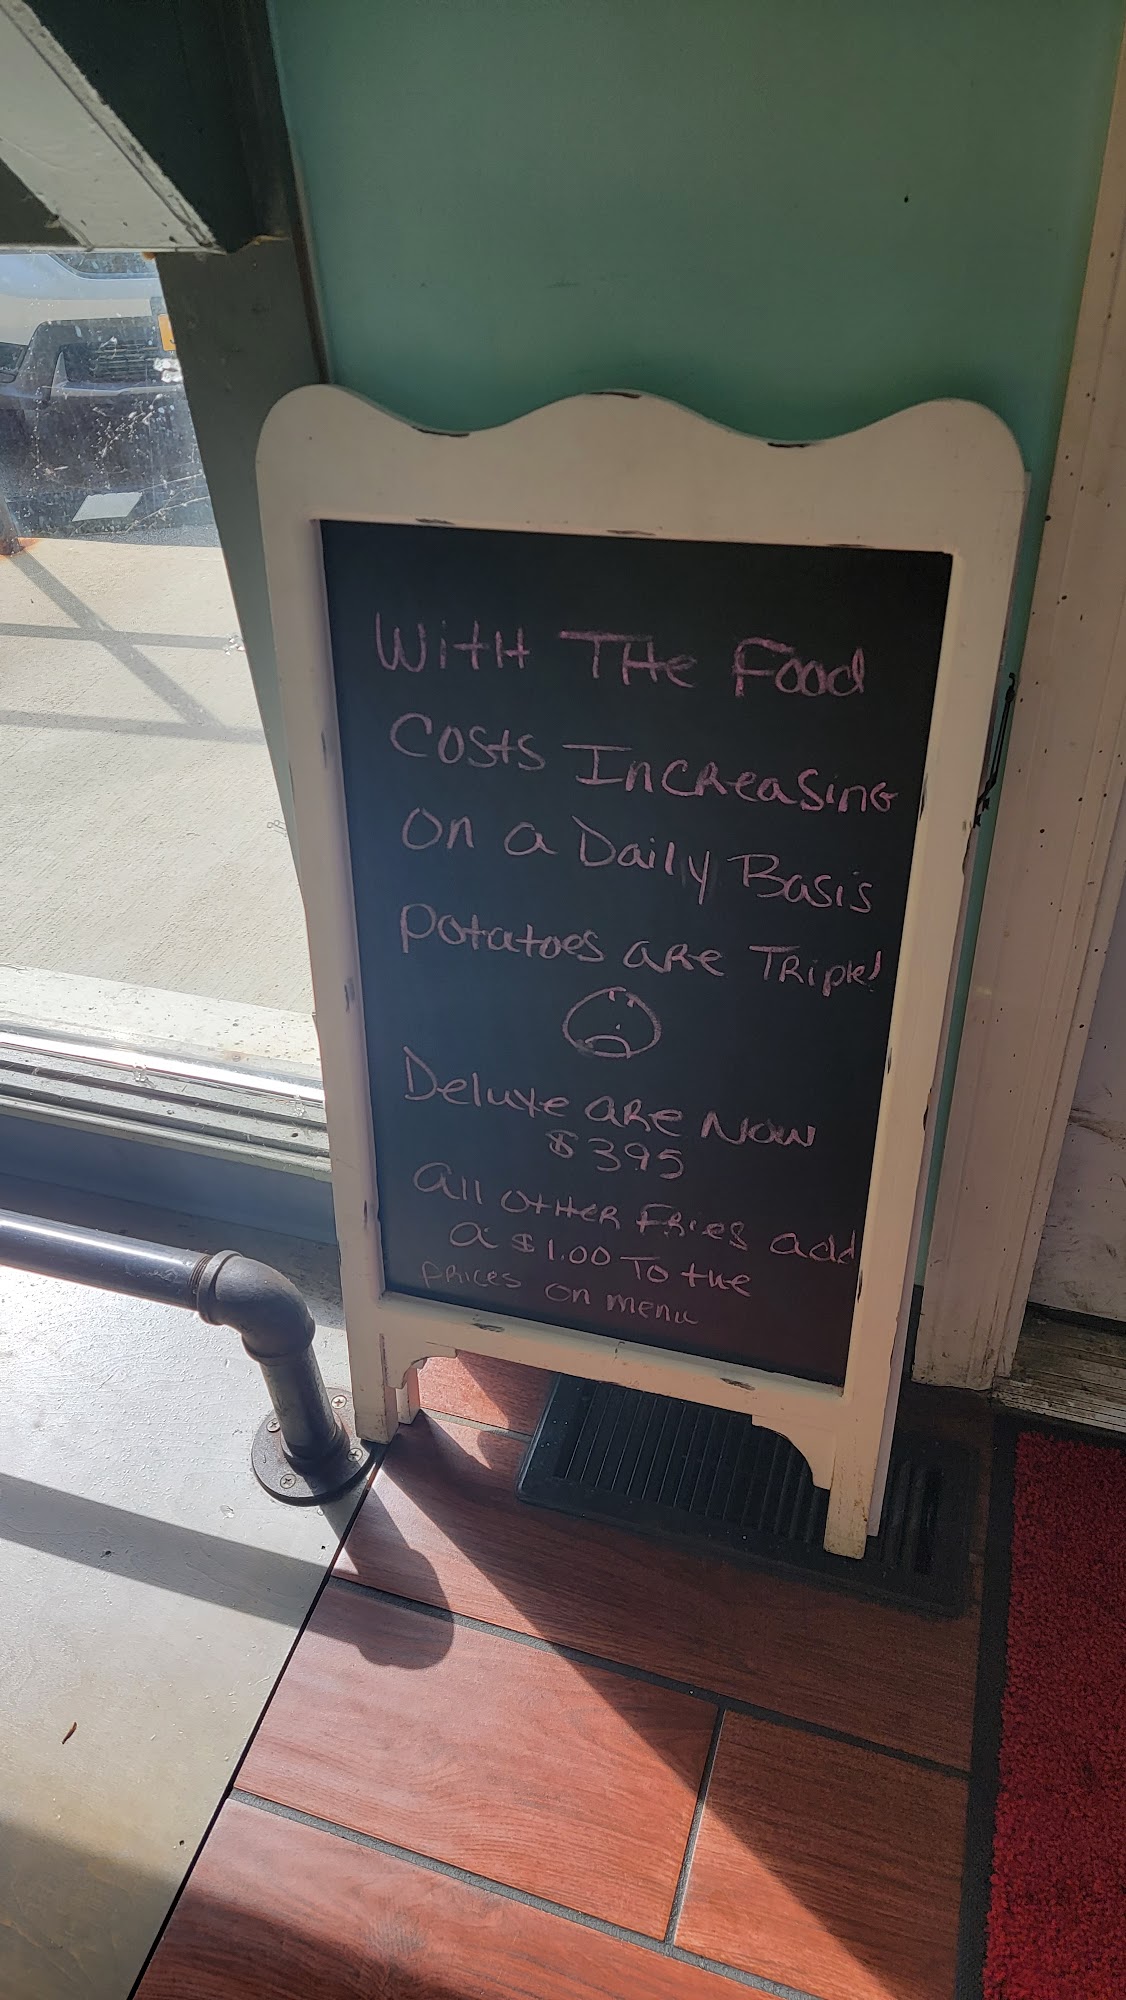 WitH THe Food
Costs IncReasinG
on a Daily Basis
potatoes aRe TRiple!
Deluxe aRe Now
$395
All otHeR FRies add
a $1.00 To the
pRices on menu